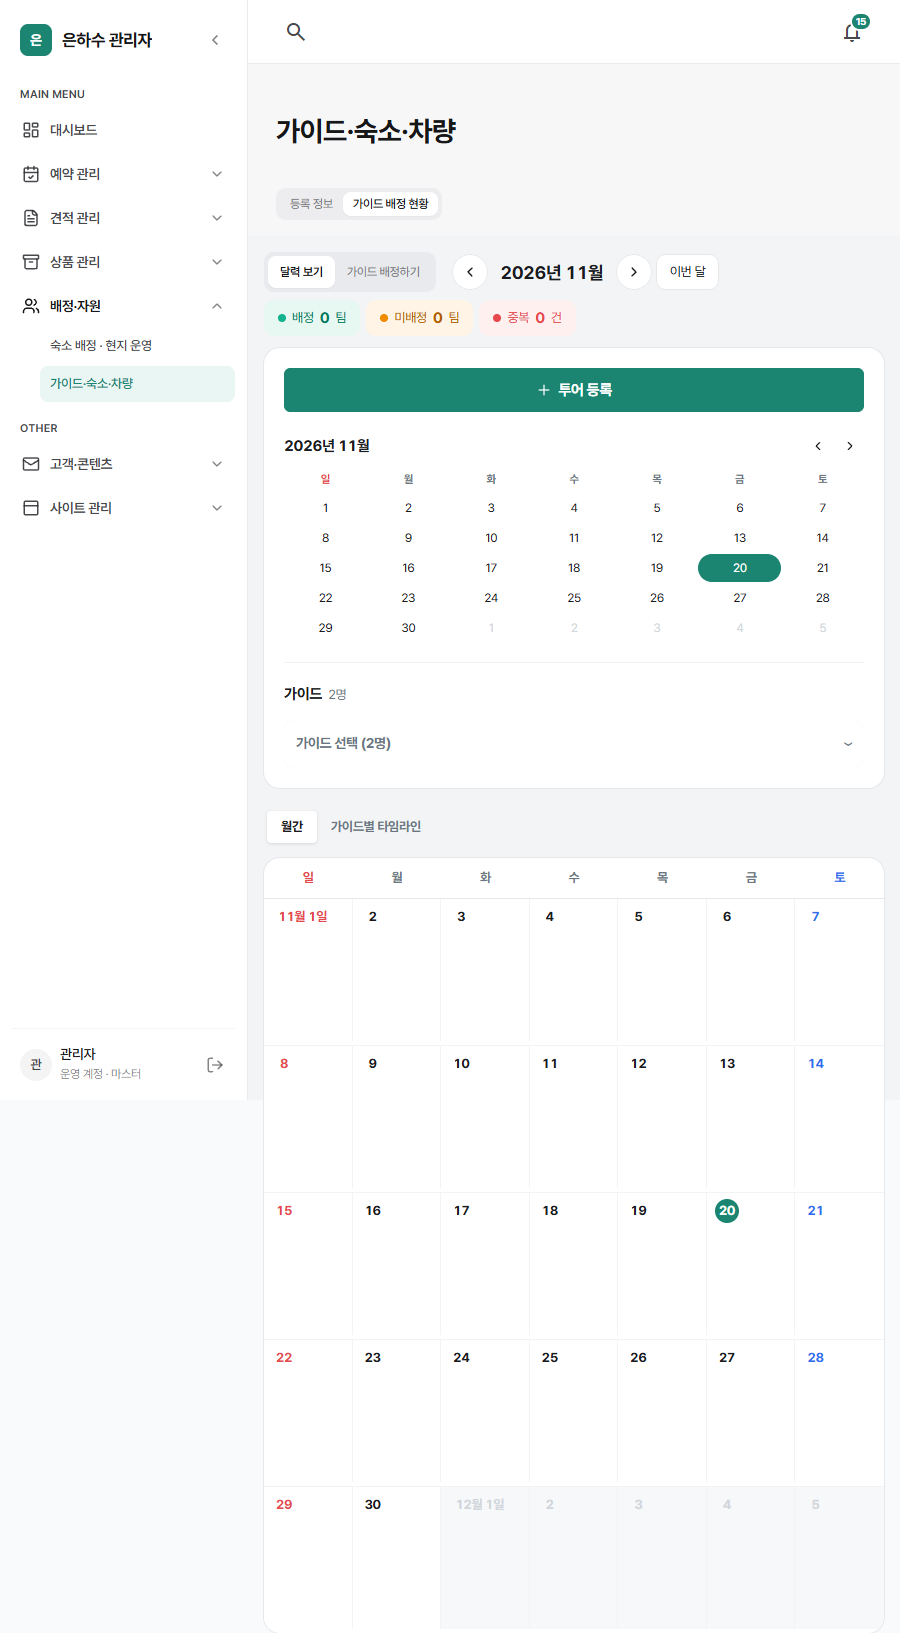 은 은하수 관리자
15
MAIN MENU
대시보드
예약 관리
견적 관리
상품 관리
배정·자원
숙소 배정 · 현지 운영
가이드·숙소·차량
OTHER
고객·콘텐츠
사이트 관리
관 관리자
운영 계정 · 마스터
가이드·숙소·차량
등록 정보 가이드 배정 현황
달력 보기 가이드 배정하기 2026년 11월 이번 달
배정 0 팀 미배정 0 팀 중복 0 건
투어 등록
2026년 11월
일 월 화 수 목 금 토
1 2 3 4 5 6 7
8 9 10 11 12 13 14
15 16 17 18 19 20 21
22 23 24 25 26 27 28
29 30 1 2 3 4 5
가이드 2명
가이드 선택 (2명)
월간 가이드별 타임라인
일 월 화 수 목 금 토
11월 1일 2 3 4 5 6 7
8 9 10 11 12 13 14
15 16 17 18 19 20 21
22 23 24 25 26 27 28
29 30 12월 1일 2 3 4 5